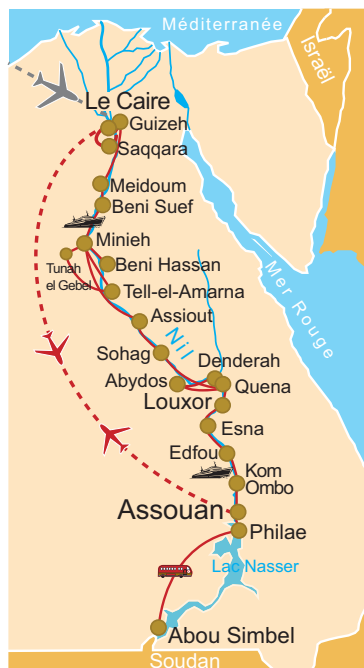 Méditerranée
Israël
Le Caire
Guizeh
Saqqara
Meidoum
Beni Suef
Minieh
Tunah
el Gebel
Beni Hassan
Tell-el-Amarna
Assiout
Mer Rouge
Nil
Sohag
Denderah
Abydos
Quena
Louxor
Esna
Edfou
Kom
Ombo
Assouan
Philae
Lac Nasser
Abou Simbel
Soudan